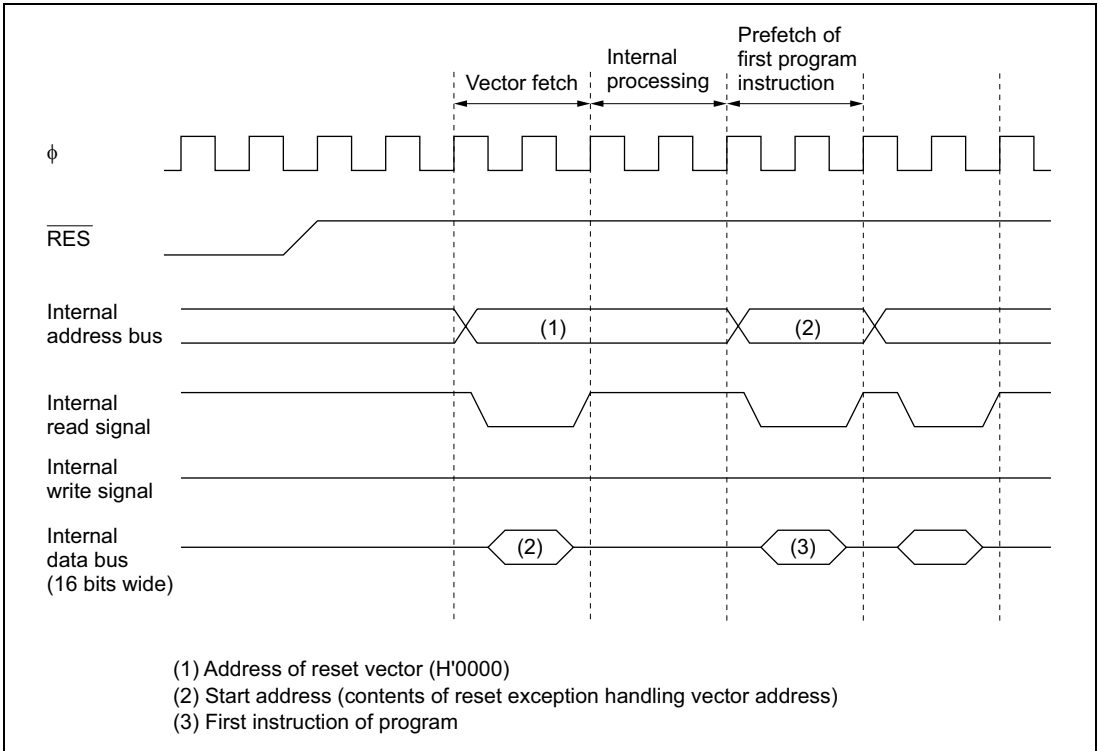 Prefetch of
first program
instruction
Internal
processing
Vector fetch
ϕ
RES
Internal
address bus
(1)
(2)
Internal
read signal
Internal
write signal
Internal
data bus
(16 bits wide)
(2)
(3)
(1) Address of reset vector (H'0000)
(2) Start address (contents of reset exception handling vector address)
(3) First instruction of program